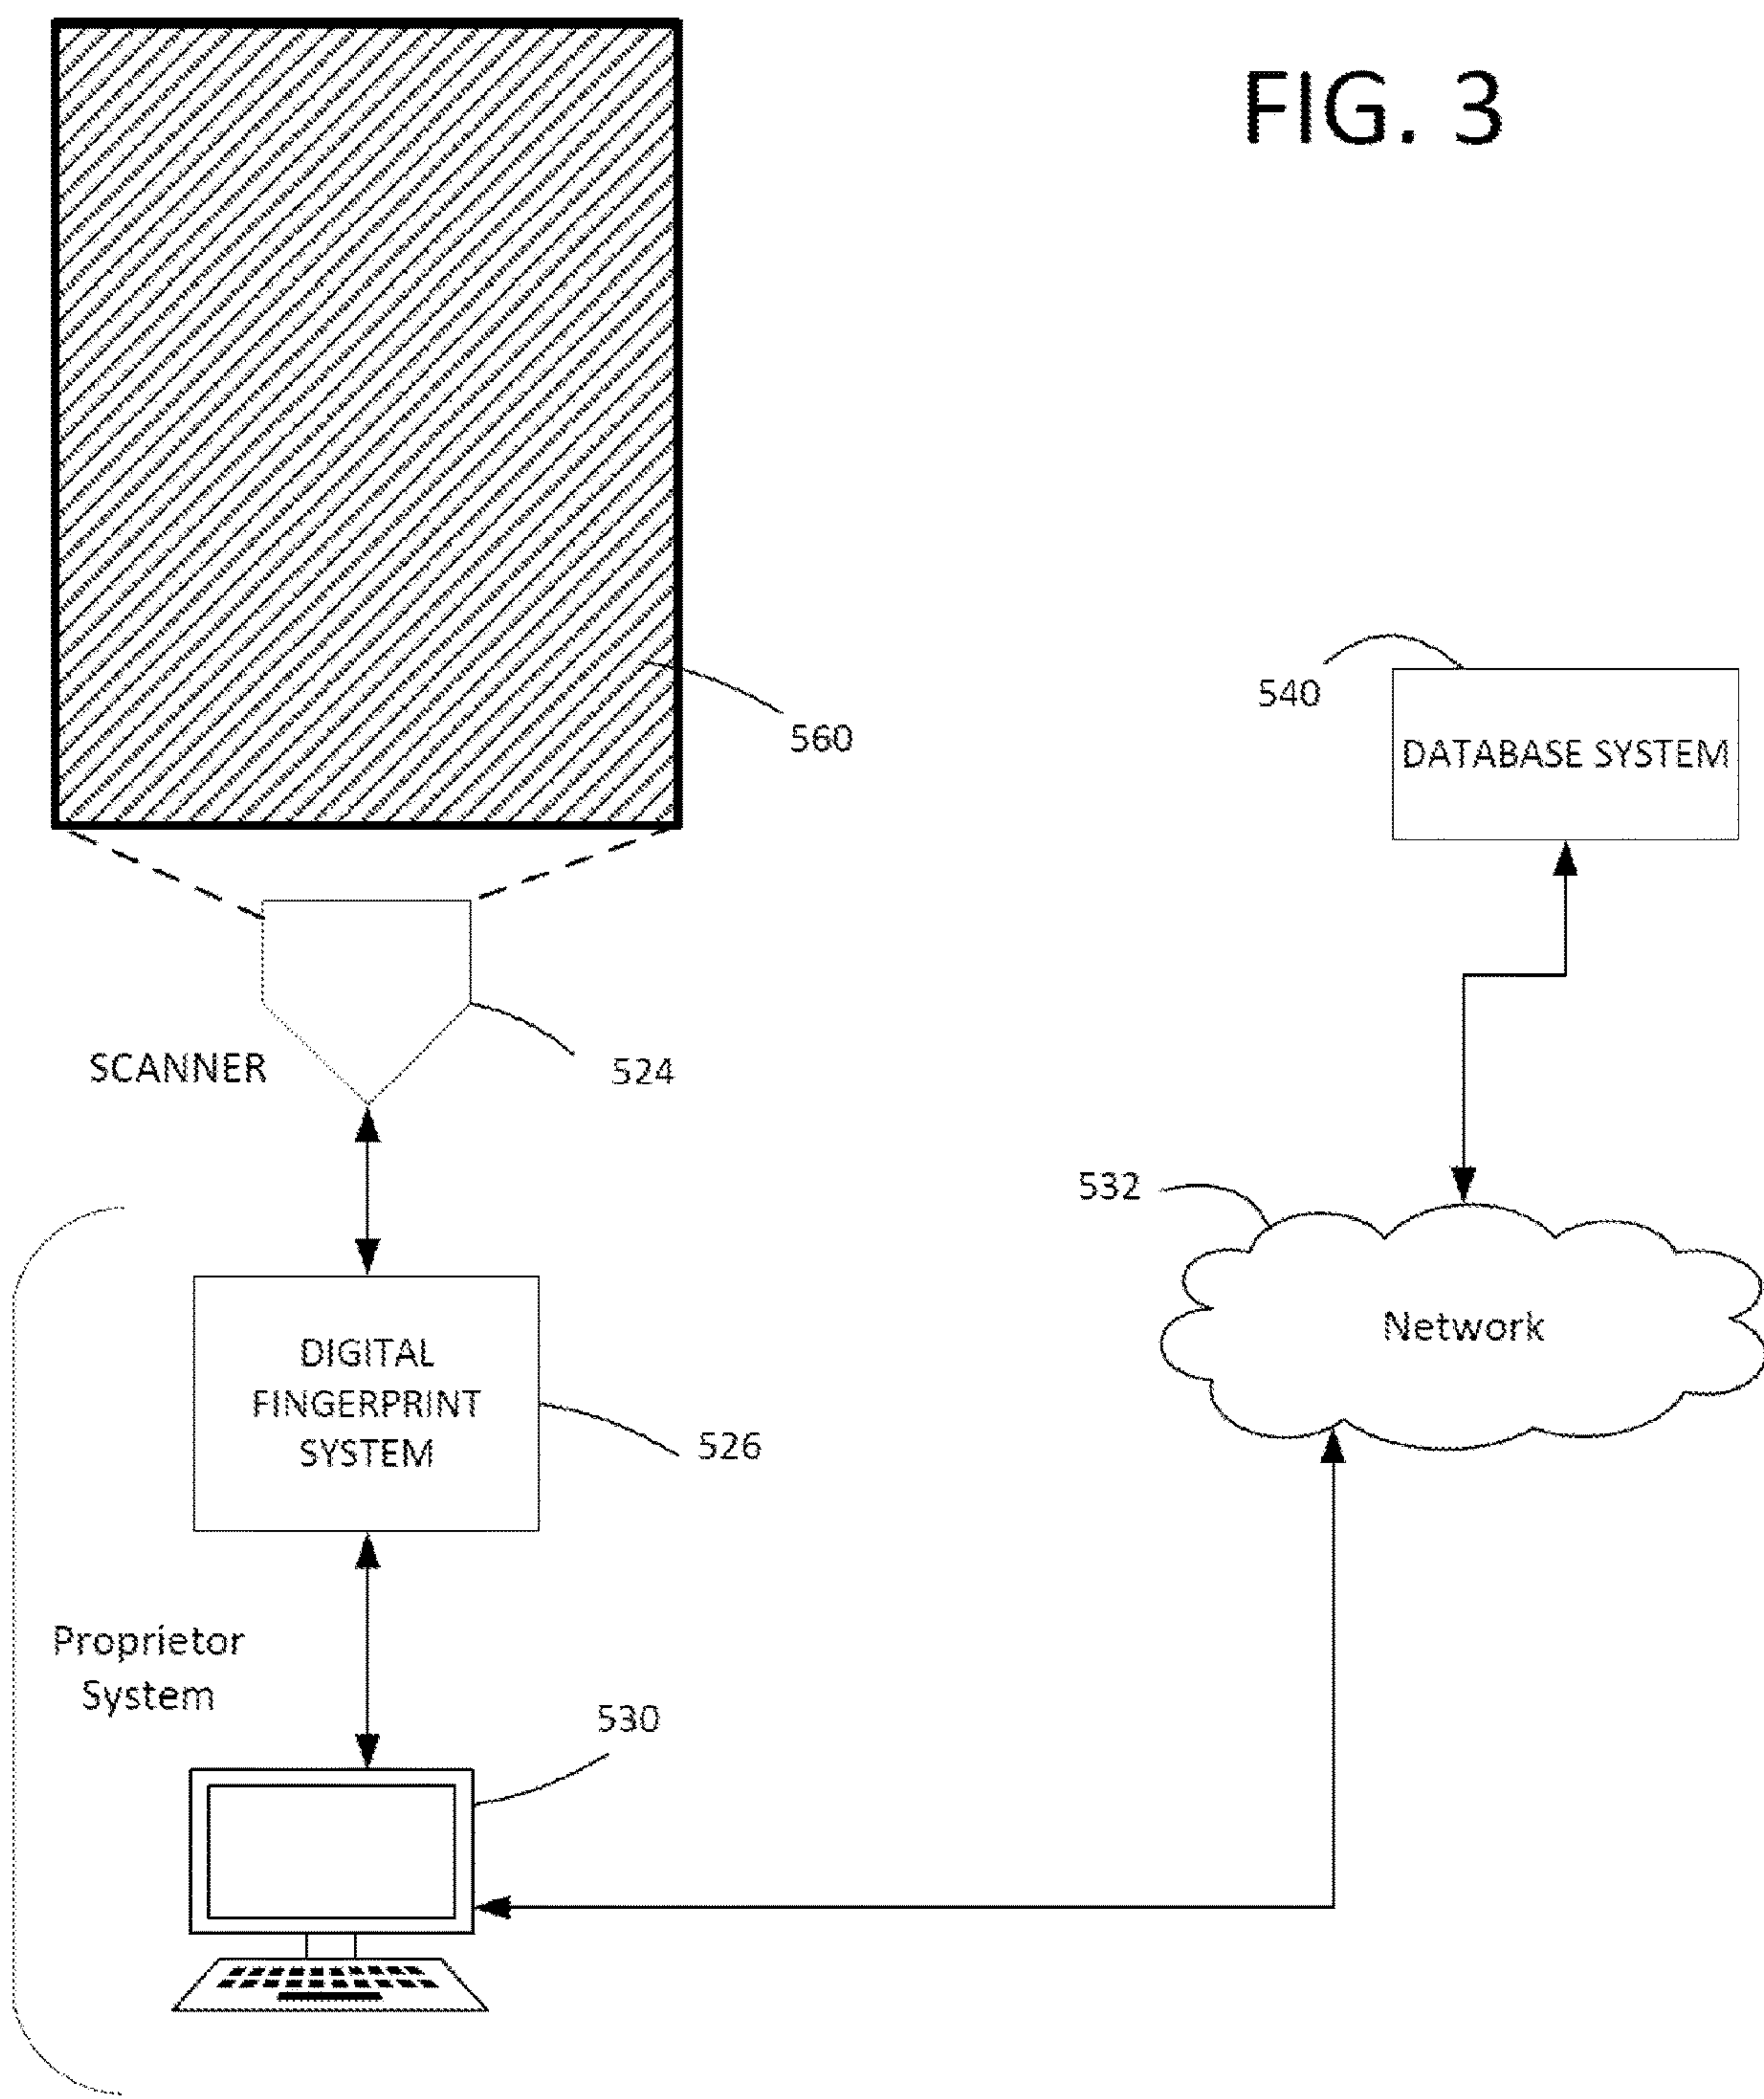 FIG. 3
560
540
DATABASE SYSTEM
SCANNER
524
532
Network
DIGITAL
FINGERPRINT
SYSTEM
526
Proprietor
System
530